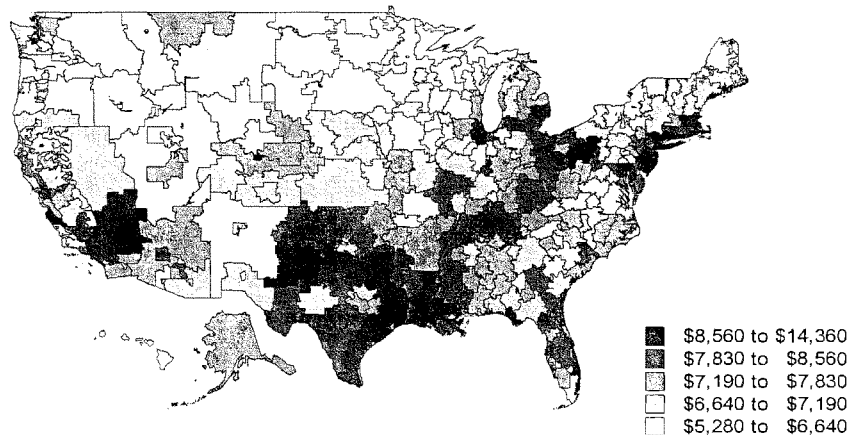 $8,560 to $14,360
$7,830 to $8,560
$7,190 to $7,830
$6,640 to $7,190
$5,280 to $6,640